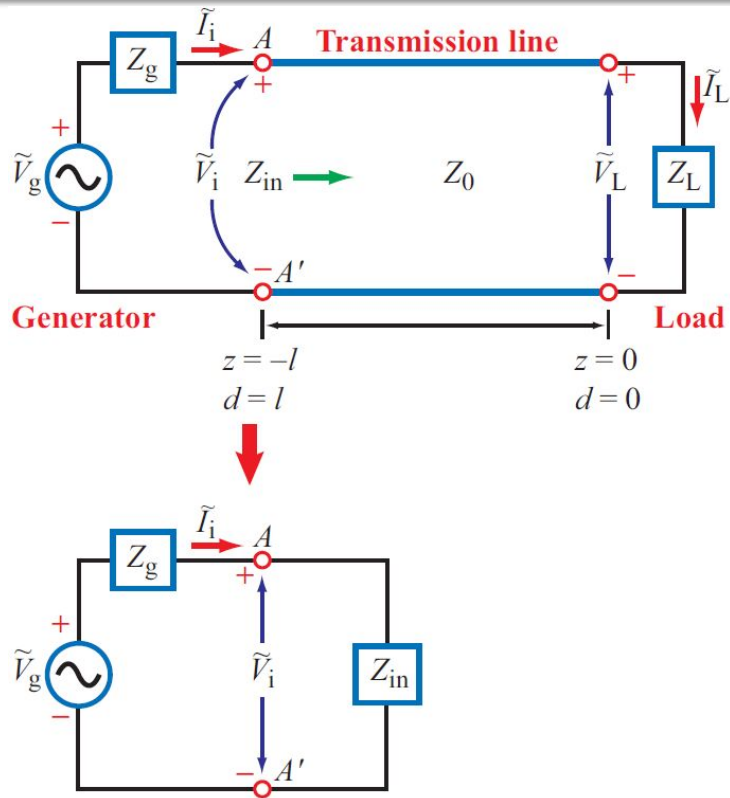 Ĩi A Transmission line
Zg
+ + + ĨL
Ṽg Ṽi Zin Z0 ṼL ZL
− − A′ −
Generator Load
z = −l z = 0
d = l d = 0
Ĩi A
Zg
+ +
Ṽg Ṽi Zin
− − A′